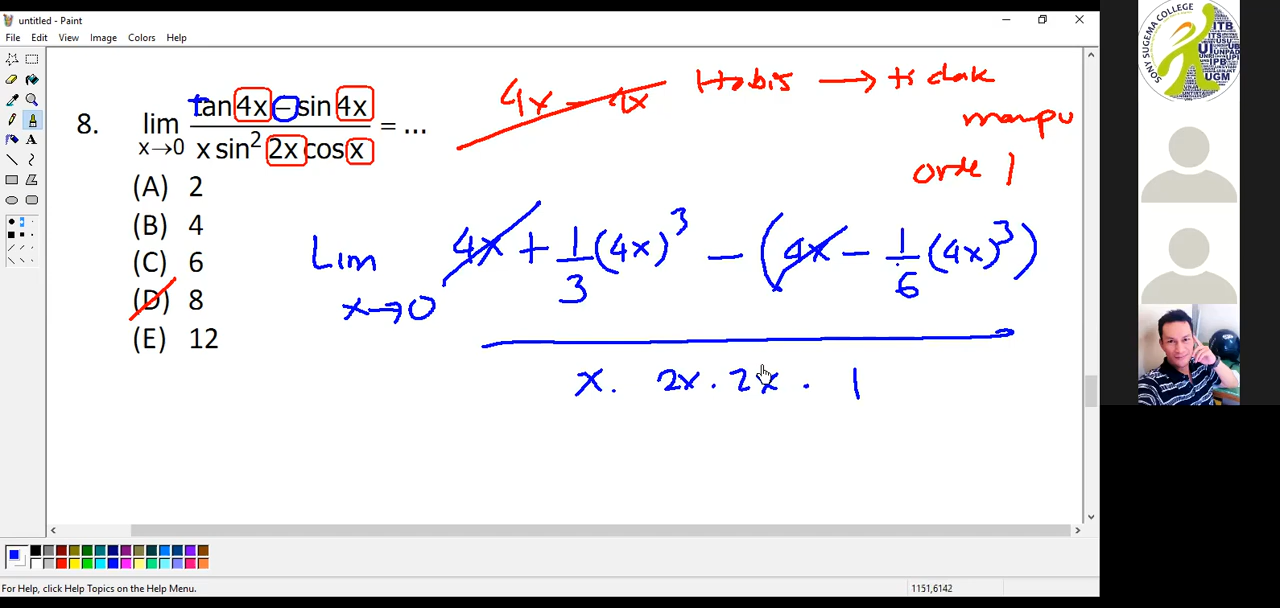 untitled - Paint
File Edit View Image Colors Help
8. lim x→0 (tan 4x − sin 4x) / (x sin² 2x cos x) = ...
(A) 2
(B) 4
(C) 6
(D) 8
(E) 12
4x − 4x Habis → tidak
mampu
orde 1
Lim x→0 4x + 1/3 (4x)³ − (4x − 1/6 (4x)³)
x . 2x . 2x . 1
For Help, click Help Topics on the Help Menu.
1151,6142
SONY SUGEMA COLLEGE
ITB
ITS
UI
UNPAD
IPB
UGM